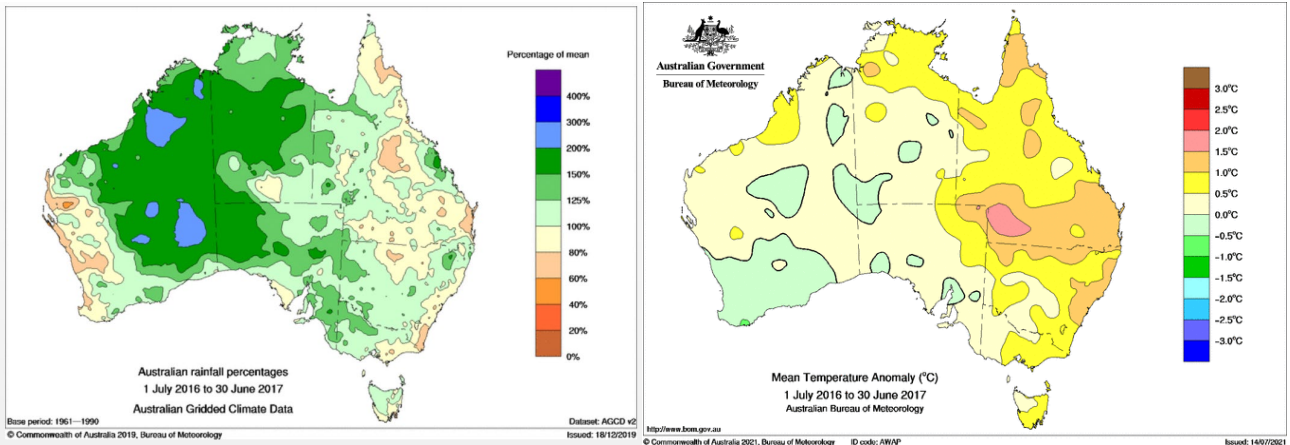 Percentage of mean
400%
300%
200%
150%
125%
100%
80%
60%
40%
20%
0%
Australian rainfall percentages
1 July 2016 to 30 June 2017
Australian Gridded Climate Data
Base period: 1961—1990
Dataset: AGCD v2
© Commonwealth of Australia 2019, Bureau of Meteorology
Issued: 18/12/2019
Australian Government
Bureau of Meteorology
3.0°C
2.5°C
2.0°C
1.5°C
1.0°C
0.5°C
0.0°C
-0.5°C
-1.0°C
-1.5°C
-2.0°C
-2.5°C
-3.0°C
Mean Temperature Anomaly (°C)
1 July 2016 to 30 June 2017
Australian Bureau of Meteorology
http://www.bom.gov.au
© Commonwealth of Australia 2021, Bureau of Meteorology
ID code: AWAP
Issued: 14/07/2021